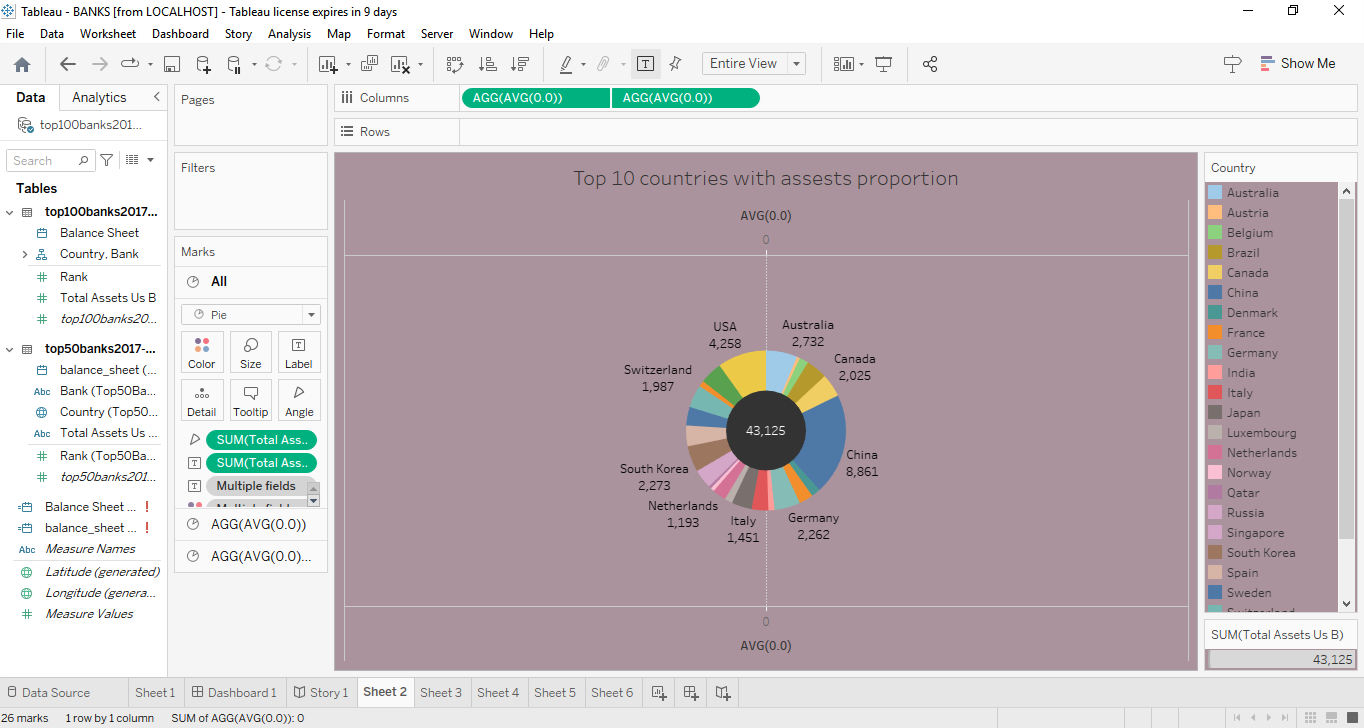 Tableau - BANKS [from LOCALHOST] - Tableau license expires in 9 days
File Data Worksheet Dashboard Story Analysis Map Format Server Window Help
Entire View
Show Me
Data Analytics
top100banks201...
Search
Tables
top100banks2017...
Balance Sheet
Country, Bank
Rank
Total Assets Us B
top100banks20...
top50banks2017-...
balance_sheet (...
Abc Bank (Top50Ba...
Country (Top50...
Abc Total Assets Us ...
Rank (Top50Ba...
top50banks201...
Balance Sheet ... !
balance_sheet ... !
Abc Measure Names
Latitude (generated)
Longitude (genera...
Measure Values
Pages
Filters
Marks
All
Pie
Color Size Label
Detail Tooltip Angle
SUM(Total Ass..
SUM(Total Ass..
Multiple fields
AGG(AVG(0.0))
AGG(AVG(0.0)...
Columns AGG(AVG(0.0)) AGG(AVG(0.0))
Rows
Top 10 countries with assests proportion
AVG(0.0)
0
USA
4,258
Australia
2,732
Canada
2,025
Switzerland
1,987
43,125
China
8,861
South Korea
2,273
Netherlands
1,193
Italy
1,451
Germany
2,262
0
AVG(0.0)
Country
Australia
Austria
Belgium
Brazil
Canada
China
Denmark
France
Germany
India
Italy
Japan
Luxembourg
Netherlands
Norway
Qatar
Russia
Singapore
South Korea
Spain
Sweden
SUM(Total Assets Us B)
43,125
Data Source Sheet 1 Dashboard 1 Story 1 Sheet 2 Sheet 3 Sheet 4 Sheet 5 Sheet 6
26 marks 1 row by 1 column SUM of AGG(AVG(0.0)): 0